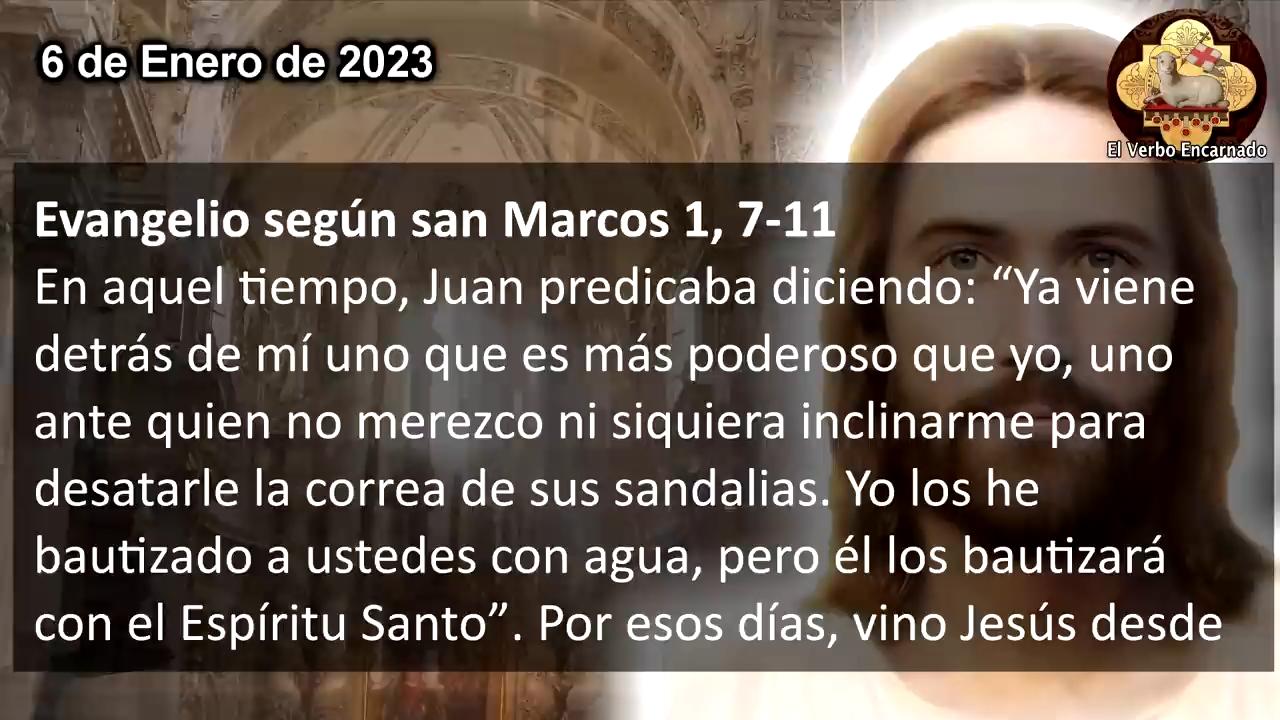 6 de Enero de 2023
El Verbo Encarnado
Evangelio según san Marcos 1, 7-11
En aquel tiempo, Juan predicaba diciendo: “Ya viene
detrás de mí uno que es más poderoso que yo, uno
ante quien no merezco ni siquiera inclinarme para
desatarle la correa de sus sandalias. Yo los he
bautizado a ustedes con agua, pero él los bautizará
con el Espíritu Santo”. Por esos días, vino Jesús desde